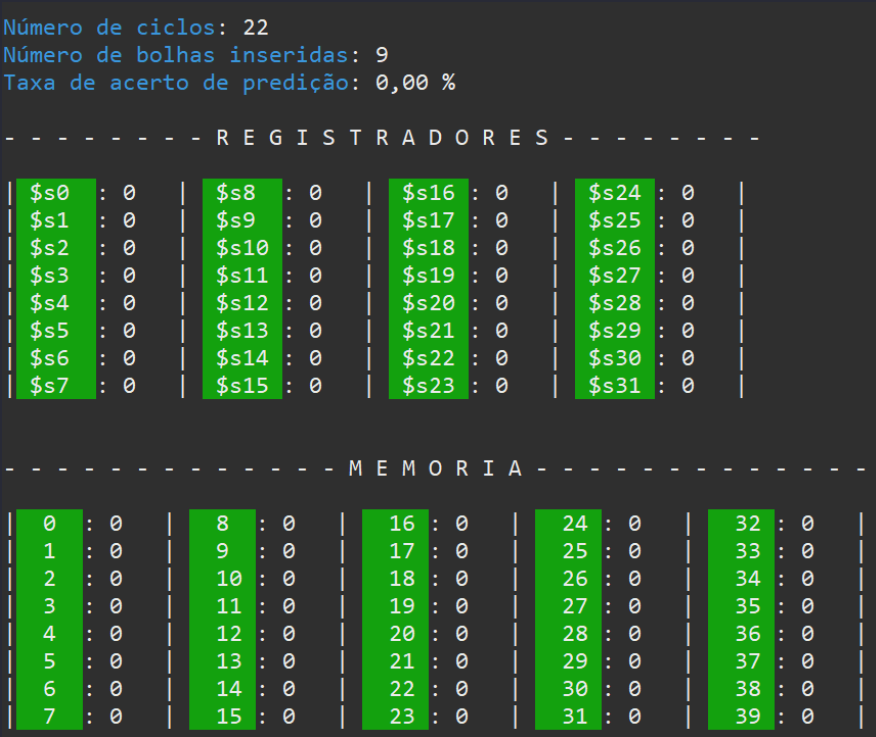 Número de ciclos: 22
Número de bolhas inseridas: 9
Taxa de acerto de predição: 0,00 %
- - - - - - - - R E G I S T R A D O R E S - - - - - - - -
| $s0 : 0 | $s8 : 0 | $s16 : 0 | $s24 : 0 |
| $s1 : 0 | $s9 : 0 | $s17 : 0 | $s25 : 0 |
| $s2 : 0 | $s10 : 0 | $s18 : 0 | $s26 : 0 |
| $s3 : 0 | $s11 : 0 | $s19 : 0 | $s27 : 0 |
| $s4 : 0 | $s12 : 0 | $s20 : 0 | $s28 : 0 |
| $s5 : 0 | $s13 : 0 | $s21 : 0 | $s29 : 0 |
| $s6 : 0 | $s14 : 0 | $s22 : 0 | $s30 : 0 |
| $s7 : 0 | $s15 : 0 | $s23 : 0 | $s31 : 0 |
- - - - - - - - - - - - - M E M O R I A - - - - - - - - - - - - -
| 0 : 0 | 8 : 0 | 16 : 0 | 24 : 0 | 32 : 0 |
| 1 : 0 | 9 : 0 | 17 : 0 | 25 : 0 | 33 : 0 |
| 2 : 0 | 10 : 0 | 18 : 0 | 26 : 0 | 34 : 0 |
| 3 : 0 | 11 : 0 | 19 : 0 | 27 : 0 | 35 : 0 |
| 4 : 0 | 12 : 0 | 20 : 0 | 28 : 0 | 36 : 0 |
| 5 : 0 | 13 : 0 | 21 : 0 | 29 : 0 | 37 : 0 |
| 6 : 0 | 14 : 0 | 22 : 0 | 30 : 0 | 38 : 0 |
| 7 : 0 | 15 : 0 | 23 : 0 | 31 : 0 | 39 : 0 |